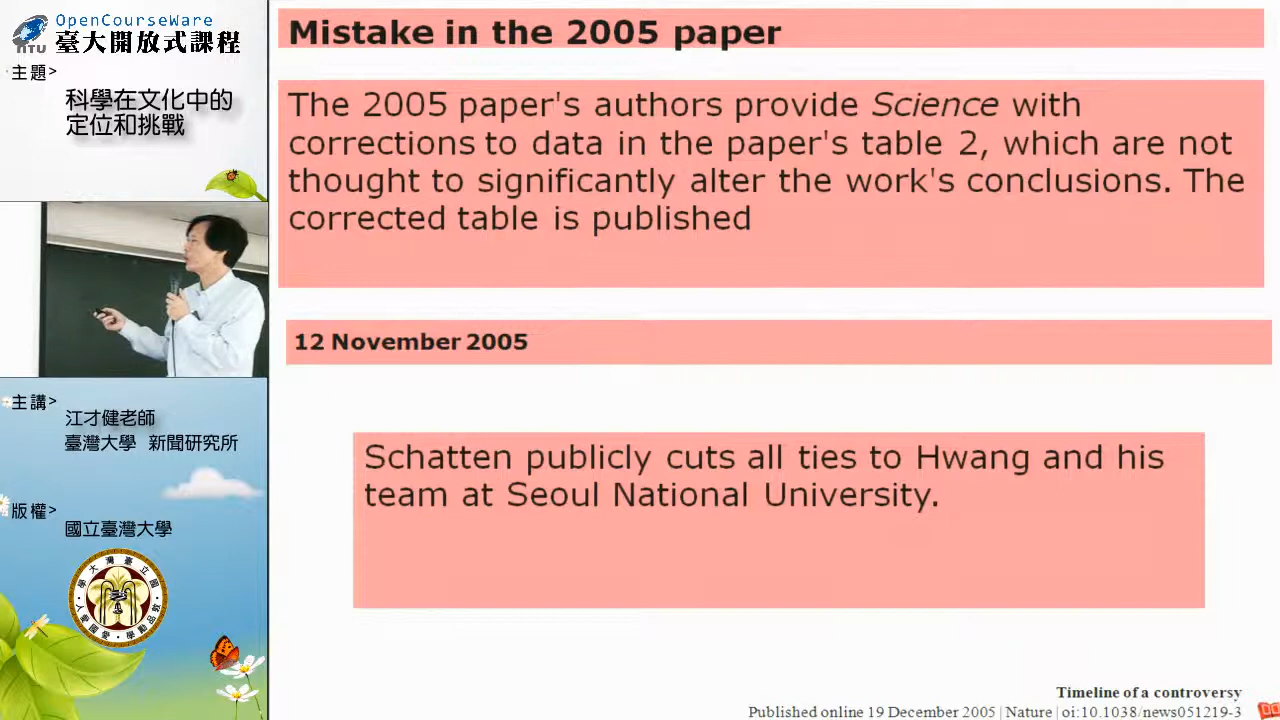 OpenCourseWare
NTU
臺大開放式課程
主題>
科學在文化中的
定位和挑戰
主講>
江才健老師
臺灣大學 新聞研究所
版權>
國立臺灣大學
Mistake in the 2005 paper
The 2005 paper's authors provide Science with
corrections to data in the paper's table 2, which are not
thought to significantly alter the work's conclusions. The
corrected table is published
12 November 2005
Schatten publicly cuts all ties to Hwang and his
team at Seoul National University.
Timeline of a controversy
Published online 19 December 2005 | Nature | oi:10.1038/news051219-3